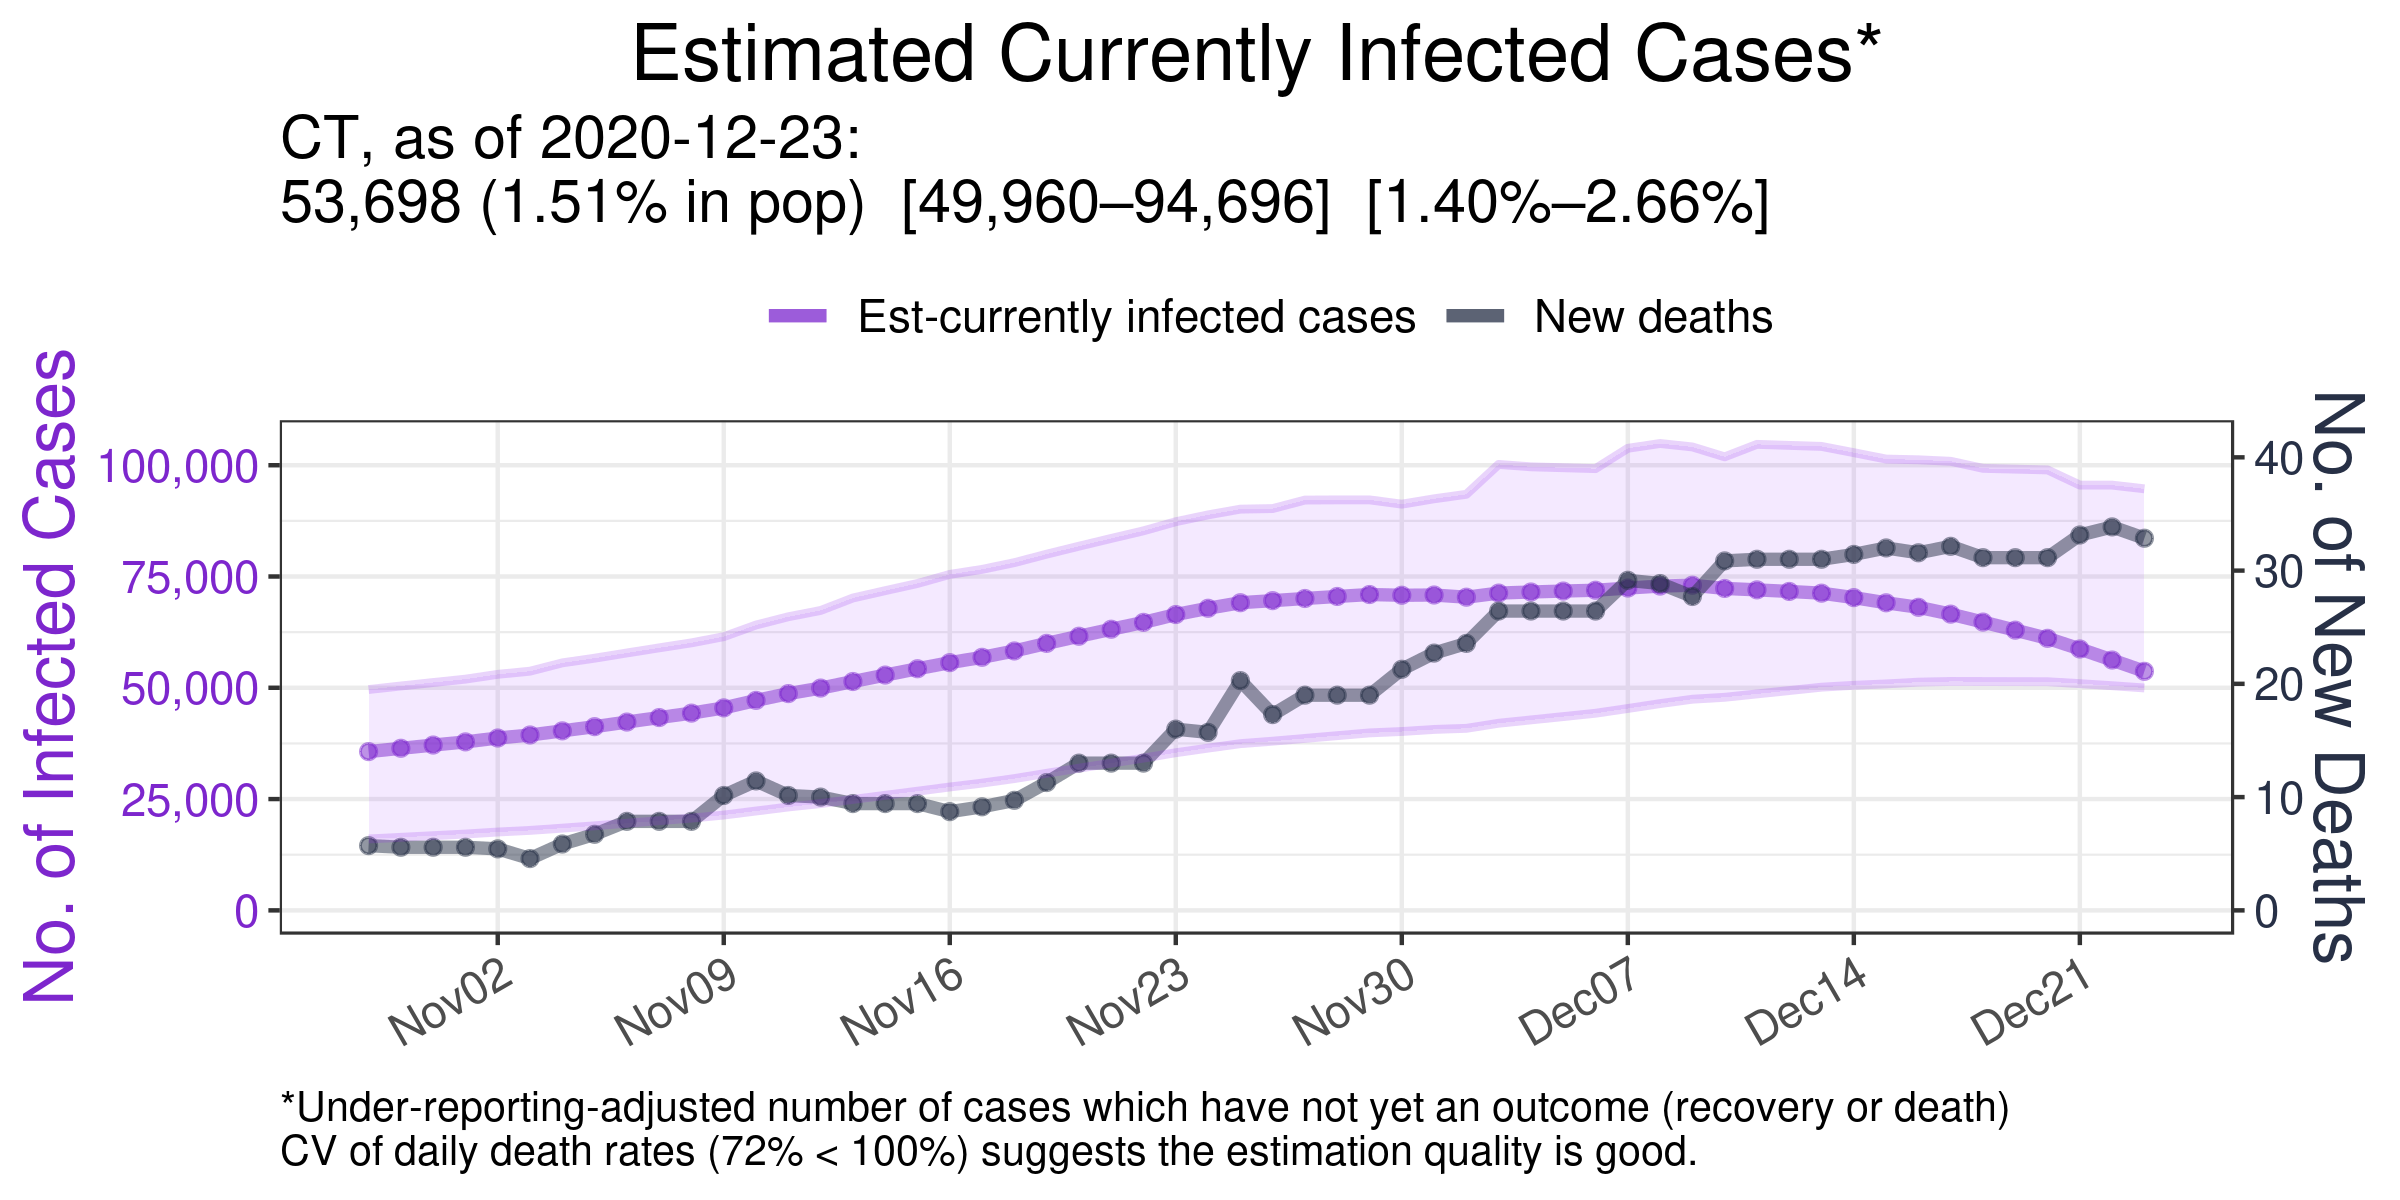 Estimated Currently Infected Cases*
CT, as of 2020-12-23:
53,698 (1.51% in pop)  [49,960–94,696]  [1.40%–2.66%]
Est-currently infected cases
New deaths
No. of Infected Cases
100,000
75,000
50,000
25,000
0
40
30
20
10
0
No. of New Deaths
Nov02
Nov09
Nov16
Nov23
Nov30
Dec07
Dec14
Dec21
*Under-reporting-adjusted number of cases which have not yet an outcome (recovery or death)
CV of daily death rates (72% < 100%) suggests the estimation quality is good.